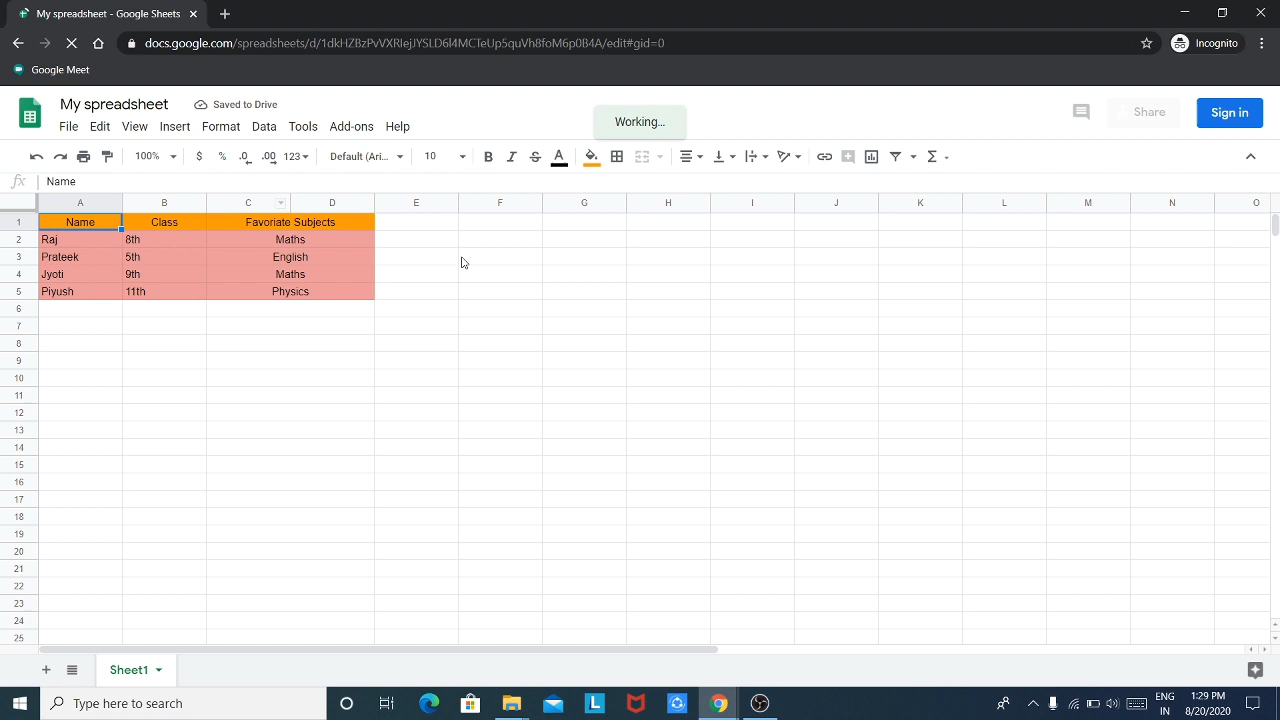 My spreadsheet - Google Sheets
docs.google.com/spreadsheets/d/1dkHZBzPvVXRIejJYSLD6l4MCTeUp5quVh8foM6p0B4A/edit#gid=0
Incognito
Google Meet
My spreadsheet
Saved to Drive
Working...
Share
Sign in
File Edit View Insert Format Data Tools Add-ons Help
100% $ % .0 .00 123 Default (Ari... 10 B I S A Σ
fx Name
A B C D E F G H I J K L M N O
1 Name Class Favoriate Subjects
2 Raj 8th Maths
3 Prateek 5th English
4 Jyoti 9th Maths
5 Piyush 11th Physics
6
7
8
9
10
11
12
13
14
15
16
17
18
19
20
21
22
23
24
25
Sheet1
Type here to search
L
ENG
IN
1:29 PM
8/20/2020